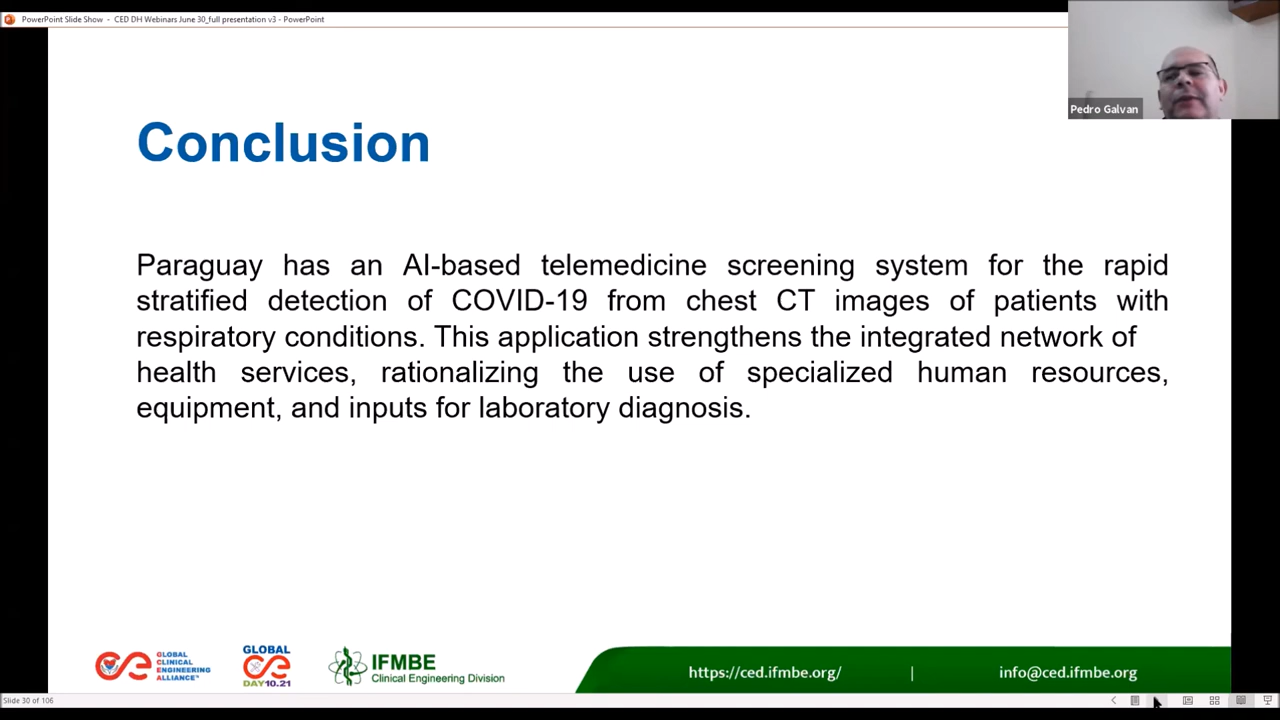 PowerPoint Slide Show - CED DH Webinars June 30_full presentation v3 - PowerPoint
Pedro Galvan
Conclusion
Paraguay has an AI-based telemedicine screening system for the rapid
stratified detection of COVID-19 from chest CT images of patients with
respiratory conditions. This application strengthens the integrated network of
health services, rationalizing the use of specialized human resources,
equipment, and inputs for laboratory diagnosis.
GLOBAL
CLINICAL
ENGINEERING
ALLIANCE™
GLOBAL
CE
DAY10.21
IFMBE
Clinical Engineering Division
https://ced.ifmbe.org/ | info@ced.ifmbe.org
Slide 30 of 106